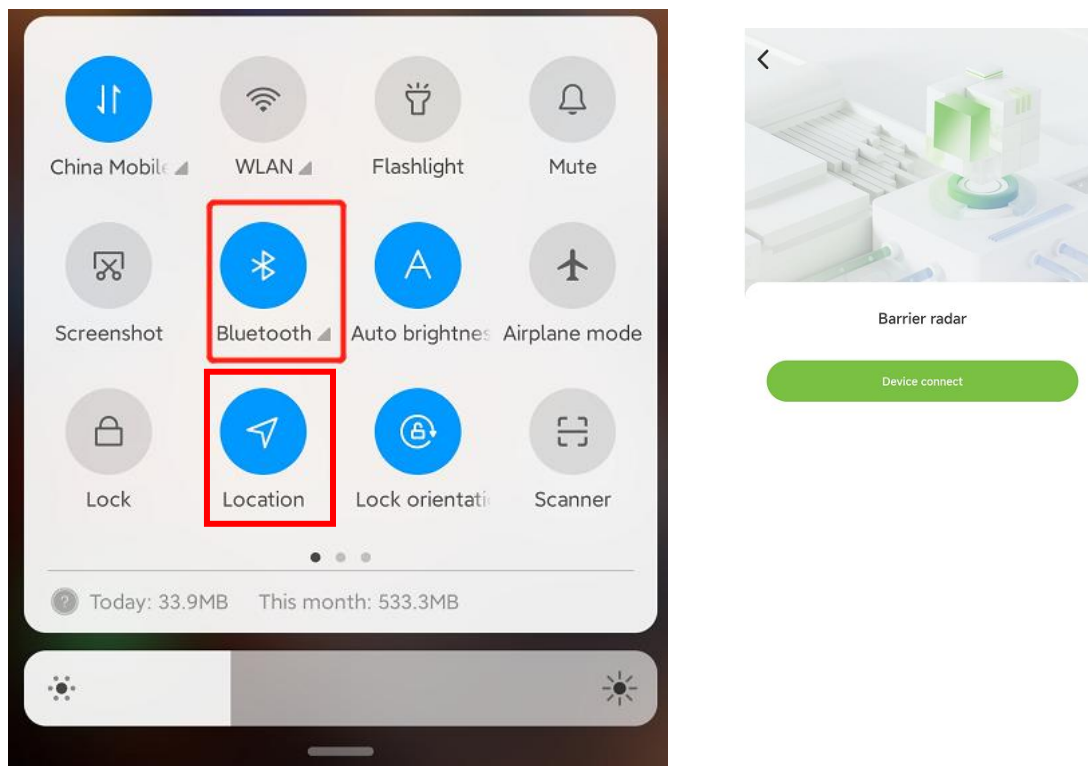 China Mobile
WLAN
Flashlight
Mute
Screenshot
Bluetooth
Auto brightnes
Airplane mode
Lock
Location
Lock orientati
Scanner
? Today: 33.9MB This month: 533.3MB
Barrier radar
Device connect